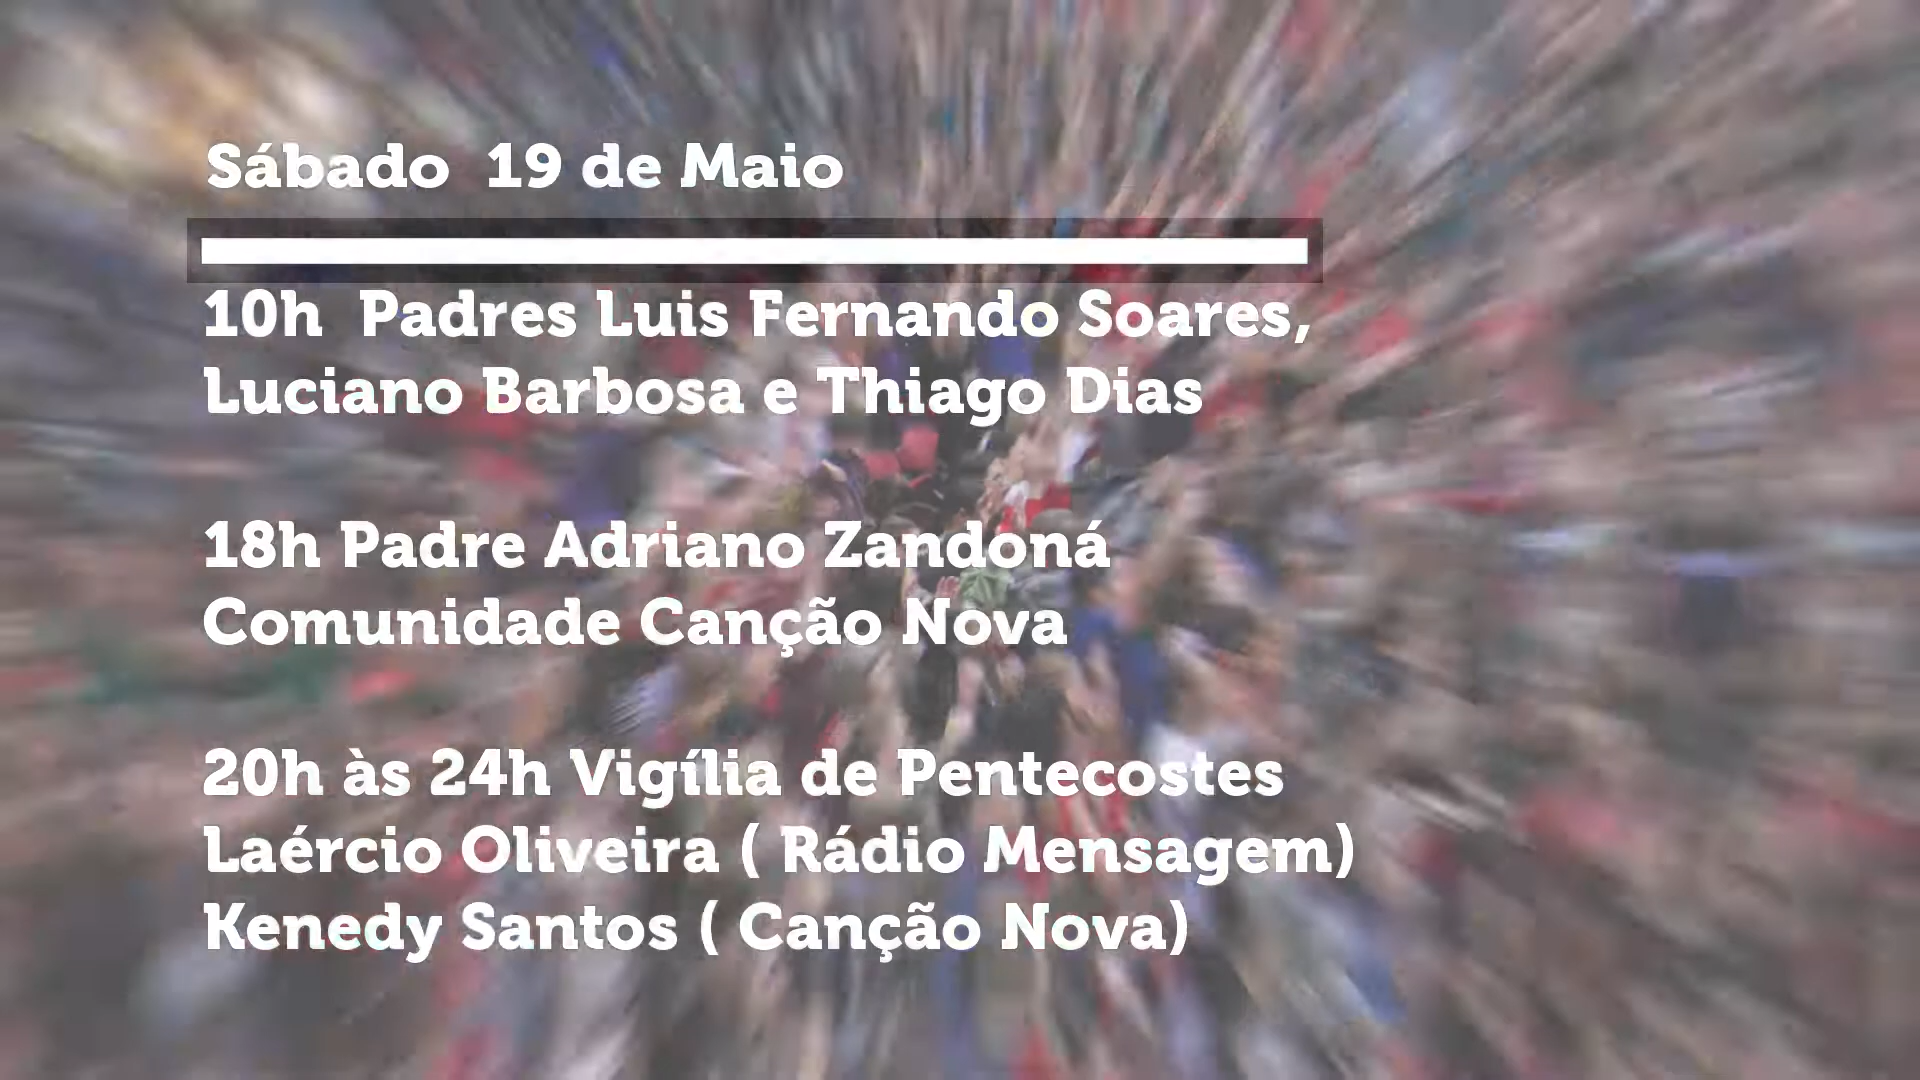 Sábado 19 de Maio
10h Padres Luis Fernando Soares,
Luciano Barbosa e Thiago Dias
18h Padre Adriano Zandoná
Comunidade Canção Nova
20h às 24h Vigília de Pentecostes
Laércio Oliveira ( Rádio Mensagem)
Kenedy Santos ( Canção Nova)